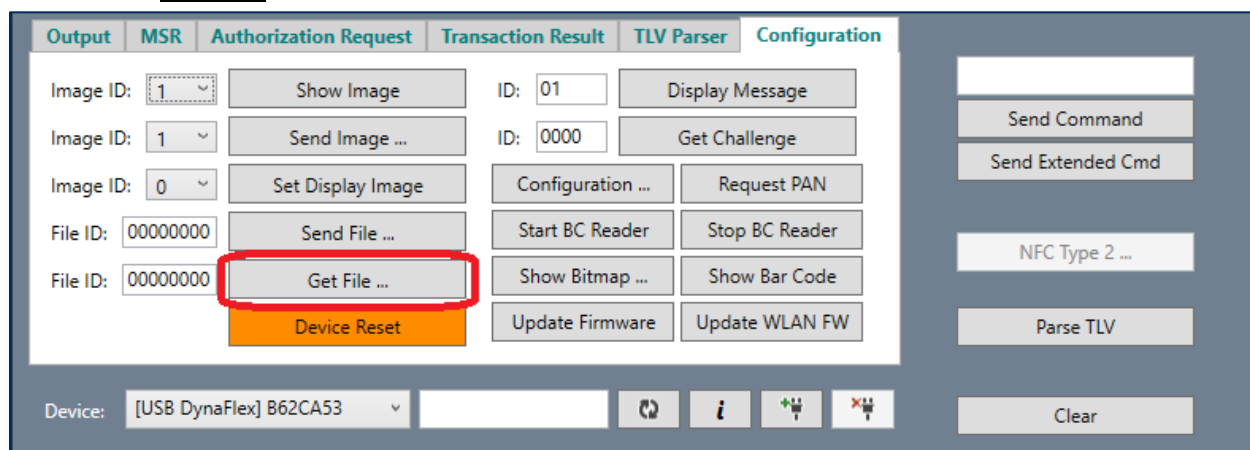 Output MSR Authorization Request Transaction Result TLV Parser Configuration
Image ID: 1 Show Image ID: 01 Display Message
Send Command
Image ID: 1 Send Image ... ID: 0000 Get Challenge
Send Extended Cmd
Image ID: 0 Set Display Image Configuration ... Request PAN
File ID: 00000000 Send File ... Start BC Reader Stop BC Reader
NFC Type 2 ...
File ID: 00000000 Get File ... Show Bitmap ... Show Bar Code
Device Reset Update Firmware Update WLAN FW Parse TLV
Device: [USB DynaFlex] B62CA53 i Clear